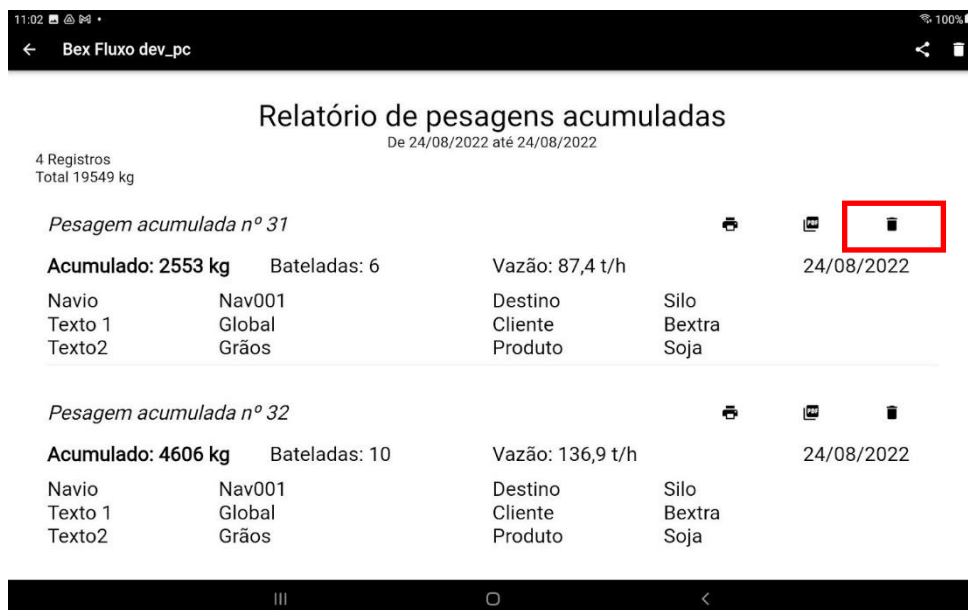 11:02 100%
Bex Fluxo dev_pc
Relatório de pesagens acumuladas
De 24/08/2022 até 24/08/2022
4 Registros
Total 19549 kg
Pesagem acumulada nº 31 PDF
Acumulado: 2553 kg Bateladas: 6 Vazão: 87,4 t/h 24/08/2022
Navio Nav001 Destino Silo
Texto 1 Global Cliente Bextra
Texto2 Grãos Produto Soja
Pesagem acumulada nº 32 PDF
Acumulado: 4606 kg Bateladas: 10 Vazão: 136,9 t/h 24/08/2022
Navio Nav001 Destino Silo
Texto 1 Global Cliente Bextra
Texto2 Grãos Produto Soja